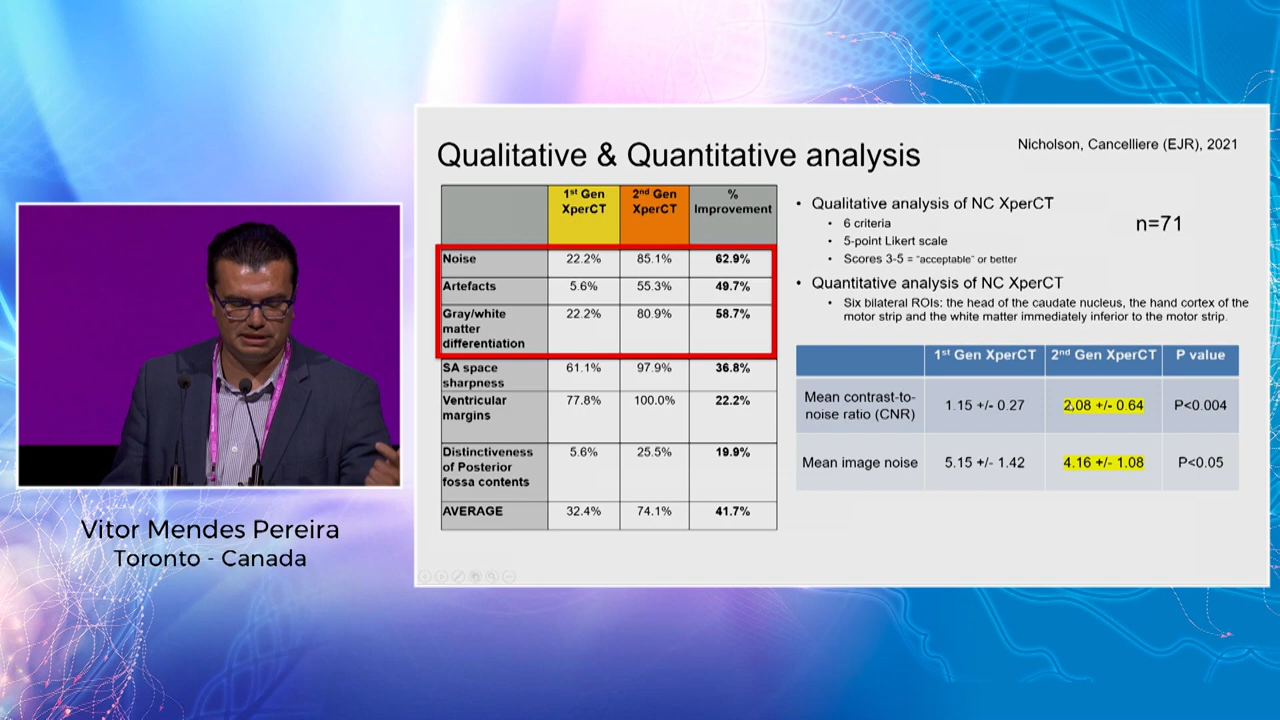 Qualitative & Quantitative analysis
Nicholson, Cancelliere (EJR), 2021
1st Gen XperCT
2nd Gen XperCT
% Improvement
Noise 22.2% 85.1% 62.9%
Artefacts 5.6% 55.3% 49.7%
Gray/white matter differentiation 22.2% 80.9% 58.7%
SA space sharpness 61.1% 97.9% 36.8%
Ventricular margins 77.8% 100.0% 22.2%
Distinctiveness of Posterior fossa contents 5.6% 25.5% 19.9%
AVERAGE 32.4% 74.1% 41.7%
• Qualitative analysis of NC XperCT
• 6 criteria
• 5-point Likert scale
• Scores 3-5 = "acceptable" or better
n=71
• Quantitative analysis of NC XperCT
• Six bilateral ROIs: the head of the caudate nucleus, the hand cortex of the
motor strip and the white matter immediately inferior to the motor strip.
1st Gen XperCT 2nd Gen XperCT P value
Mean contrast-to-noise ratio (CNR) 1.15 +/- 0.27 2,08 +/- 0.64 P<0.004
Mean image noise 5.15 +/- 1.42 4.16 +/- 1.08 P<0.05
Vitor Mendes Pereira
Toronto - Canada